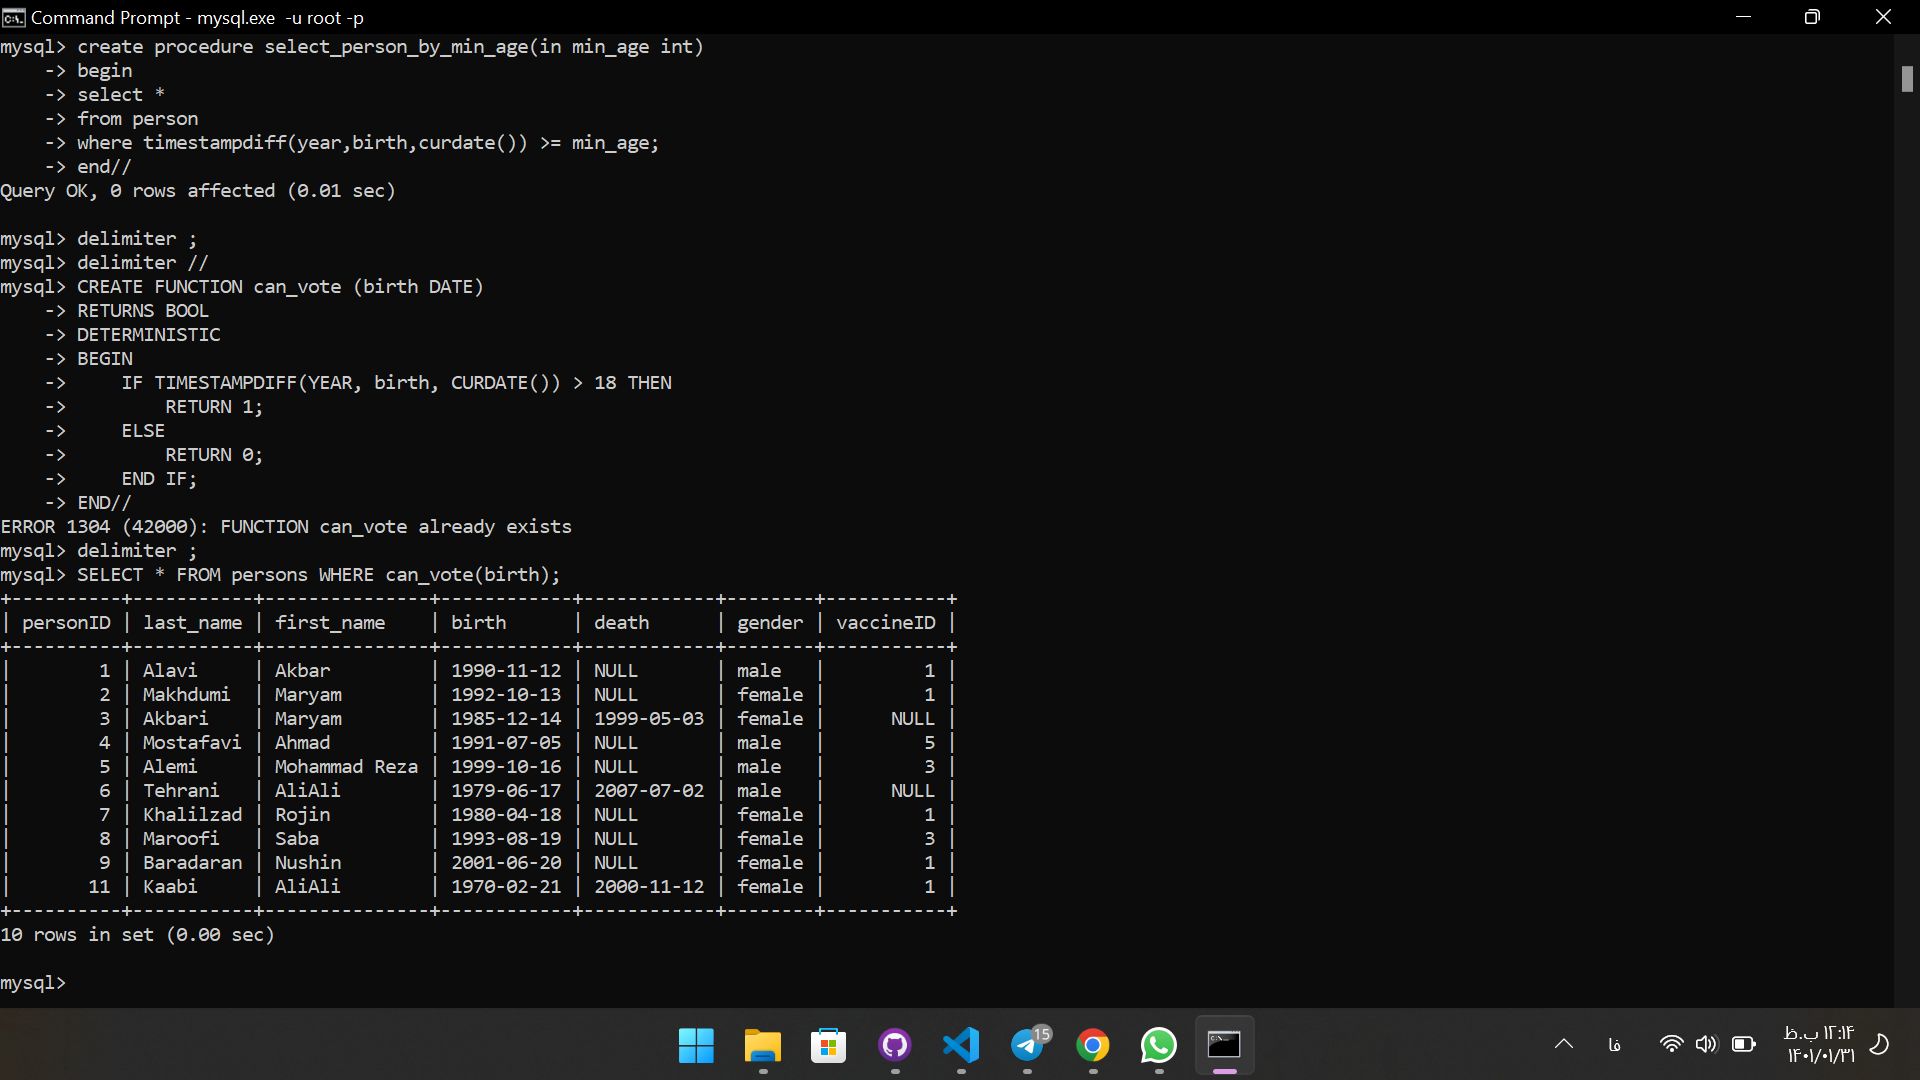 Command Prompt - mysql.exe  -u root -p
mysql> create procedure select_person_by_min_age(in min_age int)
    -> begin
    -> select *
    -> from person
    -> where timestampdiff(year,birth,curdate()) >= min_age;
    -> end//
Query OK, 0 rows affected (0.01 sec)

mysql> delimiter ;
mysql> delimiter //
mysql> CREATE FUNCTION can_vote (birth DATE)
    -> RETURNS BOOL
    -> DETERMINISTIC
    -> BEGIN
    ->     IF TIMESTAMPDIFF(YEAR, birth, CURDATE()) > 18 THEN
    ->         RETURN 1;
    ->     ELSE
    ->         RETURN 0;
    ->     END IF;
    -> END//
ERROR 1304 (42000): FUNCTION can_vote already exists
mysql> delimiter ;
mysql> SELECT * FROM persons WHERE can_vote(birth);
+----------+-----------+---------------+------------+------------+--------+-----------+
| personID | last_name | first_name    | birth      | death      | gender | vaccineID |
+----------+-----------+---------------+------------+------------+--------+-----------+
|        1 | Alavi     | Akbar         | 1990-11-12 | NULL       | male   |         1 |
|        2 | Makhdumi  | Maryam        | 1992-10-13 | NULL       | female |         1 |
|        3 | Akbari    | Maryam        | 1985-12-14 | 1999-05-03 | female |      NULL |
|        4 | Mostafavi | Ahmad         | 1991-07-05 | NULL       | male   |         5 |
|        5 | Alemi     | Mohammad Reza | 1999-10-16 | NULL       | male   |         3 |
|        6 | Tehrani   | AliAli        | 1979-06-17 | 2007-07-02 | male   |      NULL |
|        7 | Khalilzad | Rojin         | 1980-04-18 | NULL       | female |         1 |
|        8 | Maroofi   | Saba          | 1993-08-19 | NULL       | female |         3 |
|        9 | Baradaran | Nushin        | 2001-06-20 | NULL       | female |         1 |
|       11 | Kaabi     | AliAli        | 1970-02-21 | 2000-11-12 | female |         1 |
+----------+-----------+---------------+------------+------------+--------+-----------+
10 rows in set (0.00 sec)

mysql>
15
فا
۱۲:۱۴ ب.ظ
۱۴۰۱/۰۱/۳۱